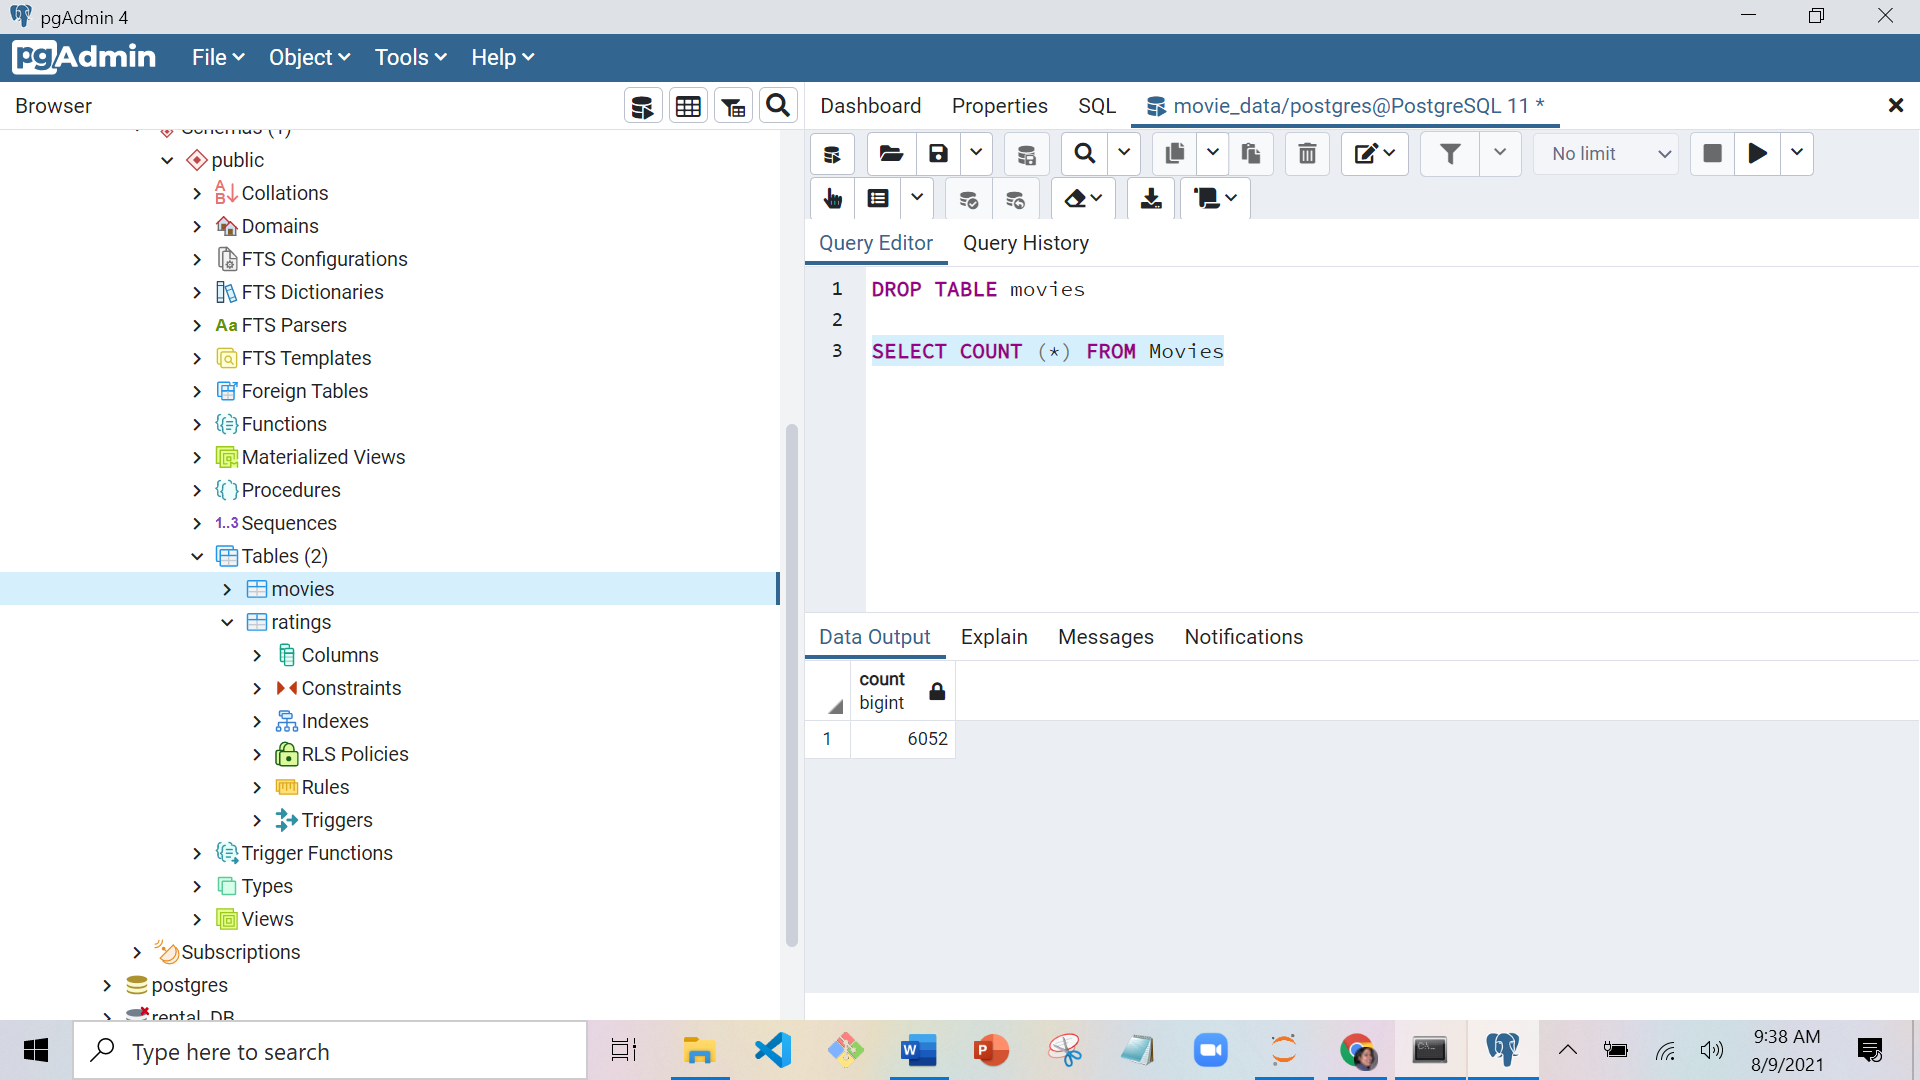 pgAdmin 4
pgAdmin File Object Tools Help
Browser
Dashboard Properties SQL movie_data/postgres@PostgreSQL 11 *
Schemas (1)
public
Collations
Domains
FTS Configurations
FTS Dictionaries
Aa FTS Parsers
FTS Templates
Foreign Tables
Functions
Materialized Views
Procedures
1..3 Sequences
Tables (2)
movies
ratings
Columns
Constraints
Indexes
RLS Policies
Rules
Triggers
Trigger Functions
Types
Views
Subscriptions
postgres
rental_DB
No limit
Query Editor Query History
1 DROP TABLE movies
2
3 SELECT COUNT (*) FROM Movies
Data Output Explain Messages Notifications
count
bigint
1 6052
Type here to search
9:38 AM
8/9/2021